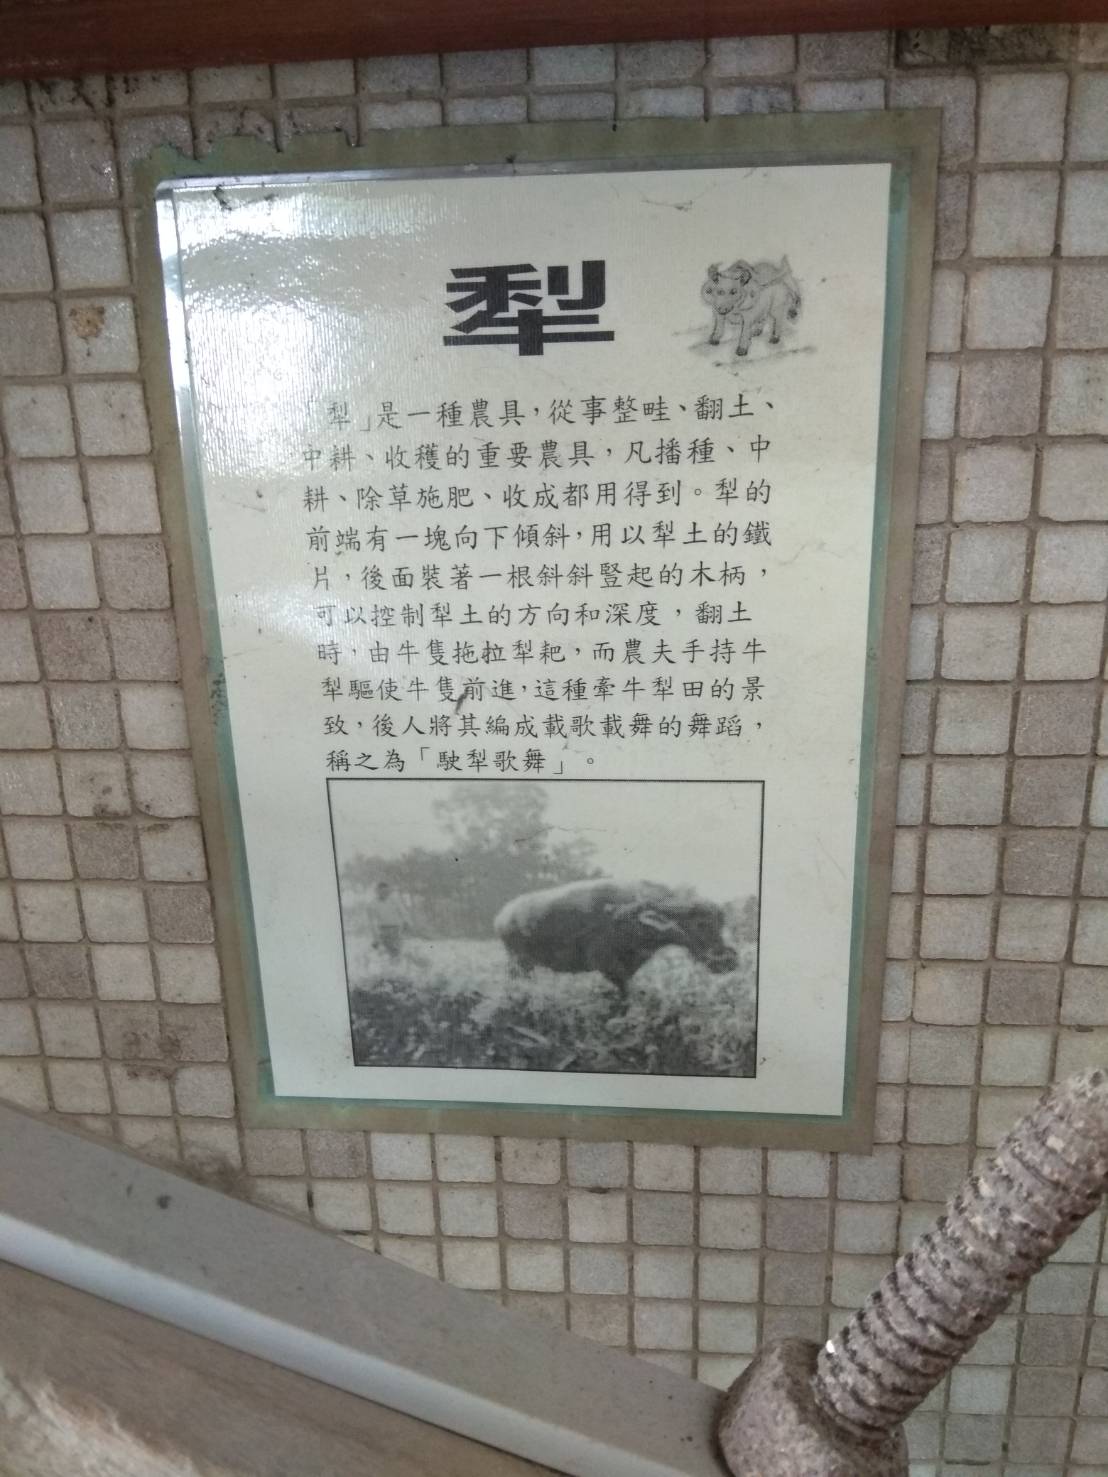 犁
「犁」是一種農具，從事整畦、翻土、
中耕、收穫的重要農具，凡播種、中
耕、除草施肥、收成都用得到。犁的
前端有一塊向下傾斜，用以犁土的鐵
片，後面裝著一根斜斜豎起的木柄，
可以控制犁土的方向和深度，翻土
時，由牛隻拖拉犁耙，而農夫手持牛
犁驅使牛隻前進，這種牽牛犁田的景
致，後人將其編成載歌載舞的舞蹈，
稱之為「駛犁歌舞」。